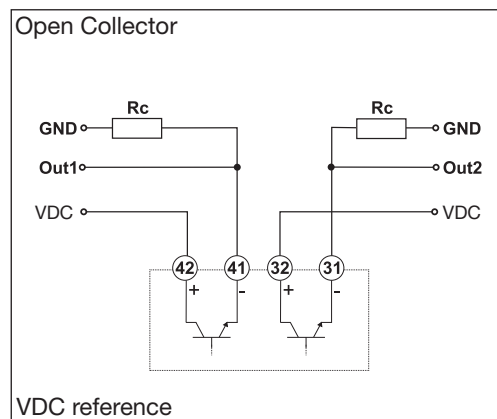 Open Collector
Rc Rc
GND GND
Out1 Out2
VDC VDC
42 41 32 31
+ - + -
VDC reference